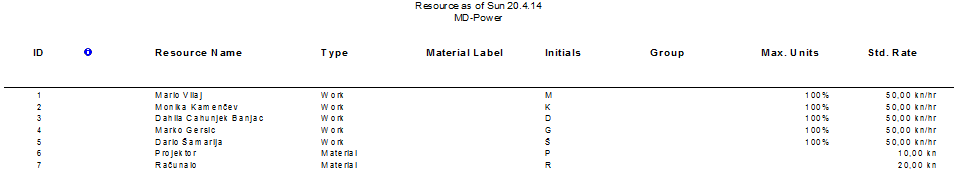 Resource as of Sun 20.4.14
MD-Power
ID Resource Name Type Material Label Initials Group Max. Units Std. Rate
1 Mario Vilaj Work M 100% 50,00 kn/hr
2 Monika Kamenčev Work K 100% 50,00 kn/hr
3 Dahlia Cahunjek Banjac Work D 100% 50,00 kn/hr
4 Marko Gersic Work G 100% 50,00 kn/hr
5 Dario Šamarija Work Š 100% 50,00 kn/hr
6 Projektor Material P 10,00 kn
7 Računalo Material R 20,00 kn